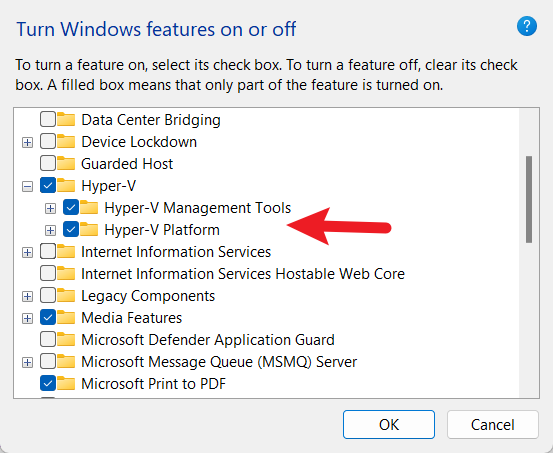 Turn Windows features on or off
?
To turn a feature on, select its check box. To turn a feature off, clear its check
box. A filled box means that only part of the feature is turned on.
Data Center Bridging
Device Lockdown
Guarded Host
Hyper-V
Hyper-V Management Tools
Hyper-V Platform
Internet Information Services
Internet Information Services Hostable Web Core
Legacy Components
Media Features
Microsoft Defender Application Guard
Microsoft Message Queue (MSMQ) Server
Microsoft Print to PDF
OK
Cancel